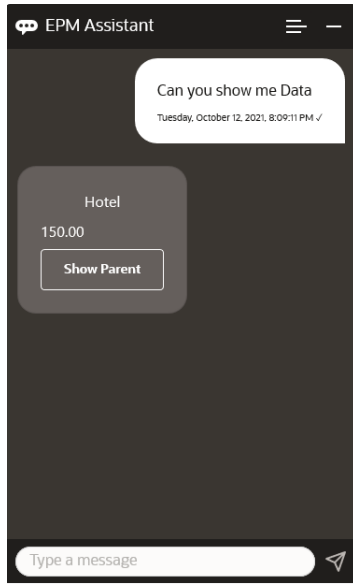 EPM Assistant
Can you show me Data
Tuesday, October 12, 2021, 8:09:11 PM ✓
Hotel
150.00
Show Parent
Type a message